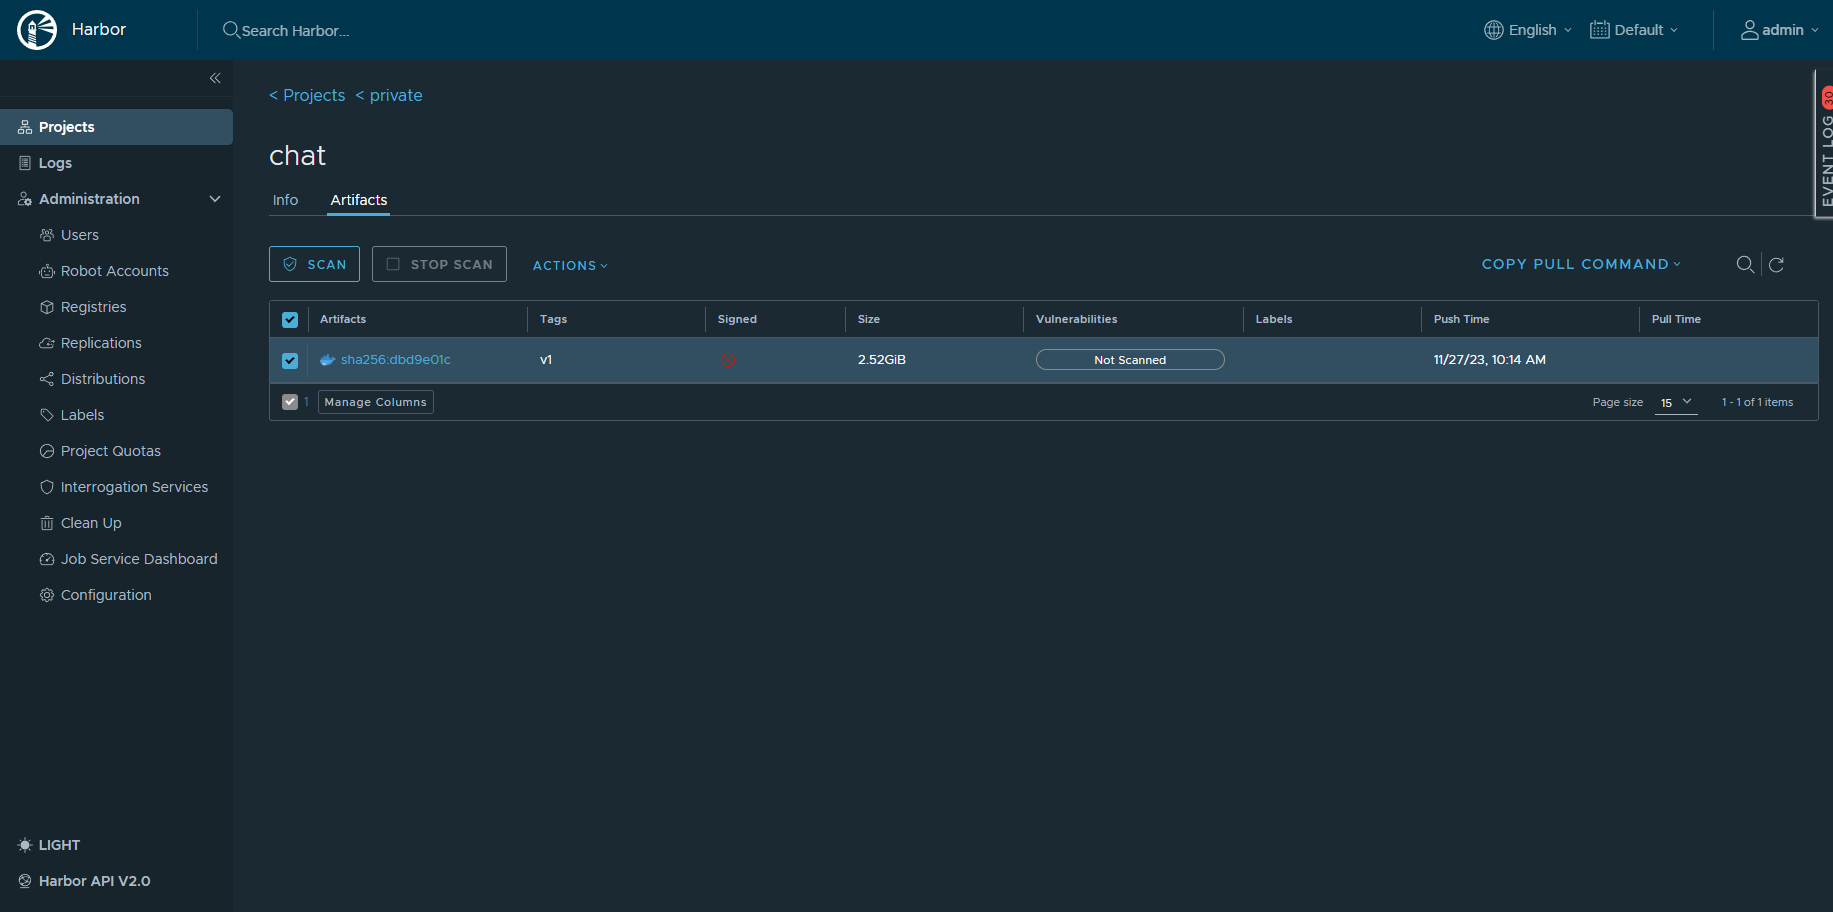 Harbor
Search Harbor...
English
Default
admin
Projects
Logs
Administration
Users
Robot Accounts
Registries
Replications
Distributions
Labels
Project Quotas
Interrogation Services
Clean Up
Job Service Dashboard
Configuration
LIGHT
Harbor API V2.0
< Projects < private
chat
Info Artifacts
SCAN STOP SCAN ACTIONS COPY PULL COMMAND
Artifacts Tags Signed Size Vulnerabilities Labels Push Time Pull Time
sha256:dbd9e01c v1 2.52GiB Not Scanned 11/27/23, 10:14 AM
1 Manage Columns Page size 15 1 - 1 of 1 items
EVENT LOG 30